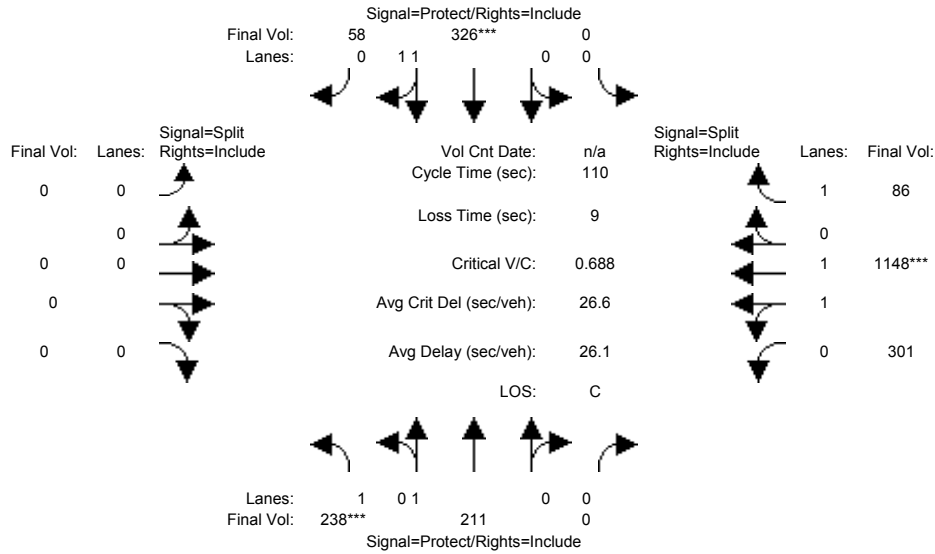 Signal=Protect/Rights=Include
Final Vol: 58 326*** 0
Lanes: 0 1 1 0 0
Signal=Split Signal=Split
Final Vol: Lanes: Rights=Include Vol Cnt Date: n/a Rights=Include Lanes: Final Vol:
Cycle Time (sec): 110
0 0 1 86
Loss Time (sec): 9
0 0
0 0 Critical V/C: 0.688 1 1148***
0 Avg Crit Del (sec/veh): 26.6 1
0 0 Avg Delay (sec/veh): 26.1 0 301
LOS: C
Lanes: 1 0 1 0 0
Final Vol: 238*** 211 0
Signal=Protect/Rights=Include